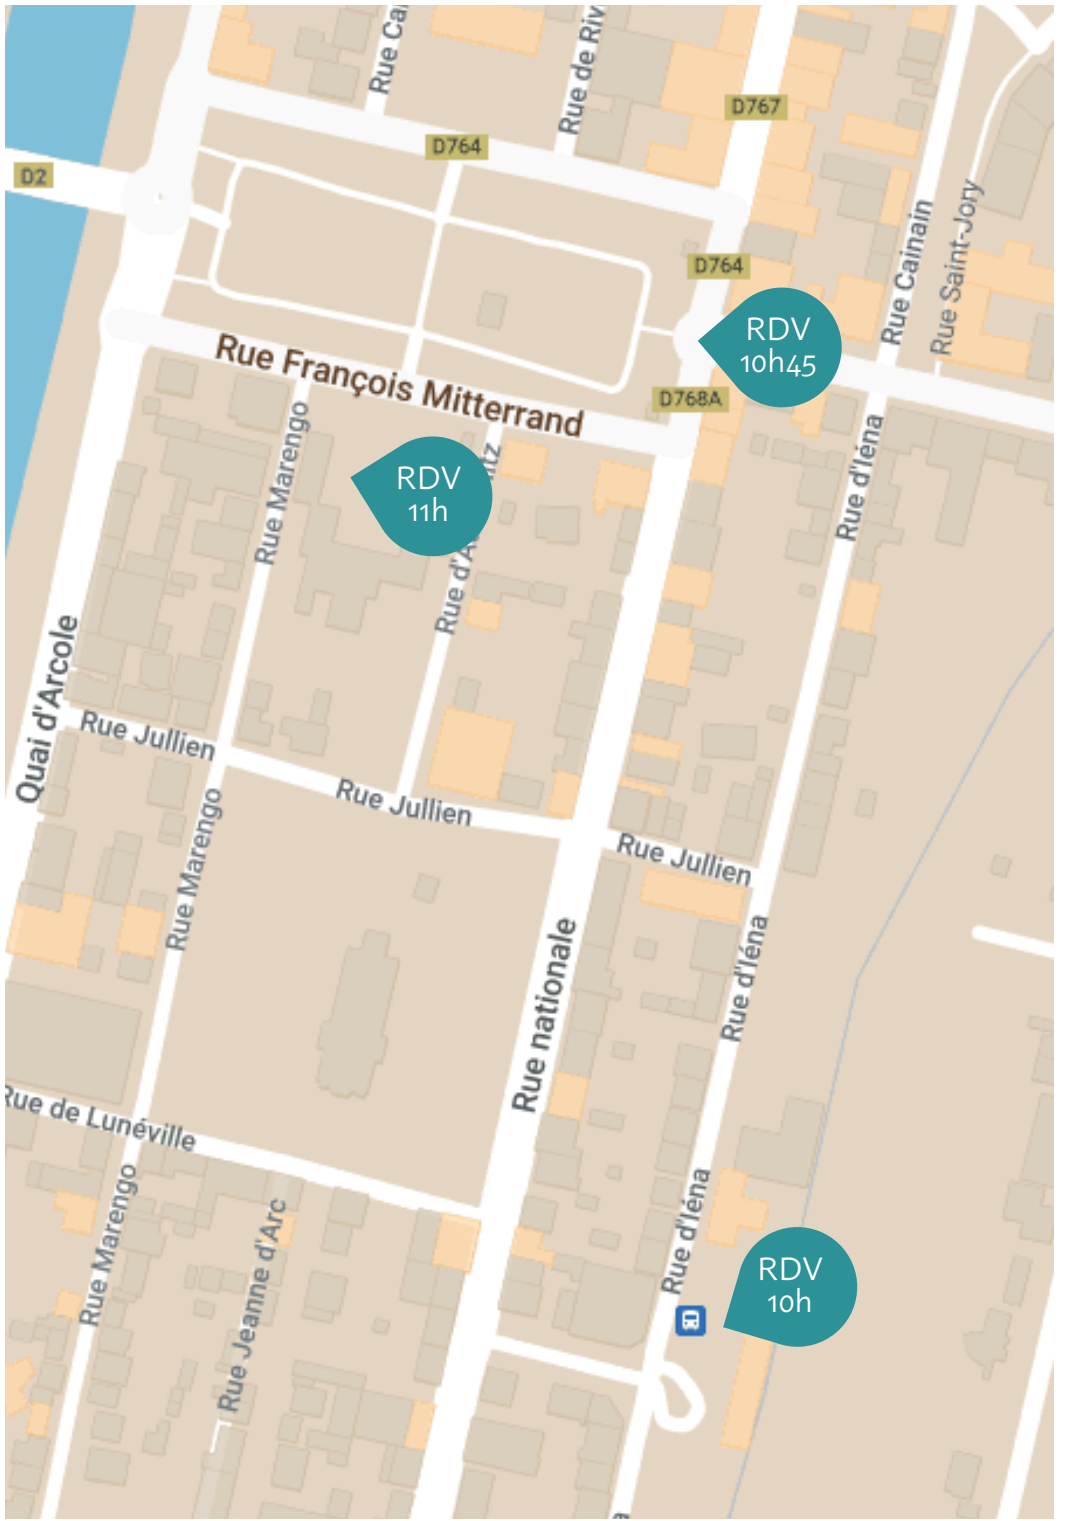 Rue Ca
Rue de Riv
D767
D764
D2
Rue Cainain
Rue Saint-Jory
D764
RDV
10h45
Rue François Mitterrand
D768A
Rue Marengo
RDV
11h
Rue d'A
tz
Rue d'Iéna
Quai d'Arcole
Rue Jullien
Rue Jullien
Rue Jullien
Rue Marengo
Rue nationale
Rue d'Iéna
Rue de Lunéville
Rue Marengo
Rue Jeanne d'Arc
Rue d'Iéna
RDV
10h